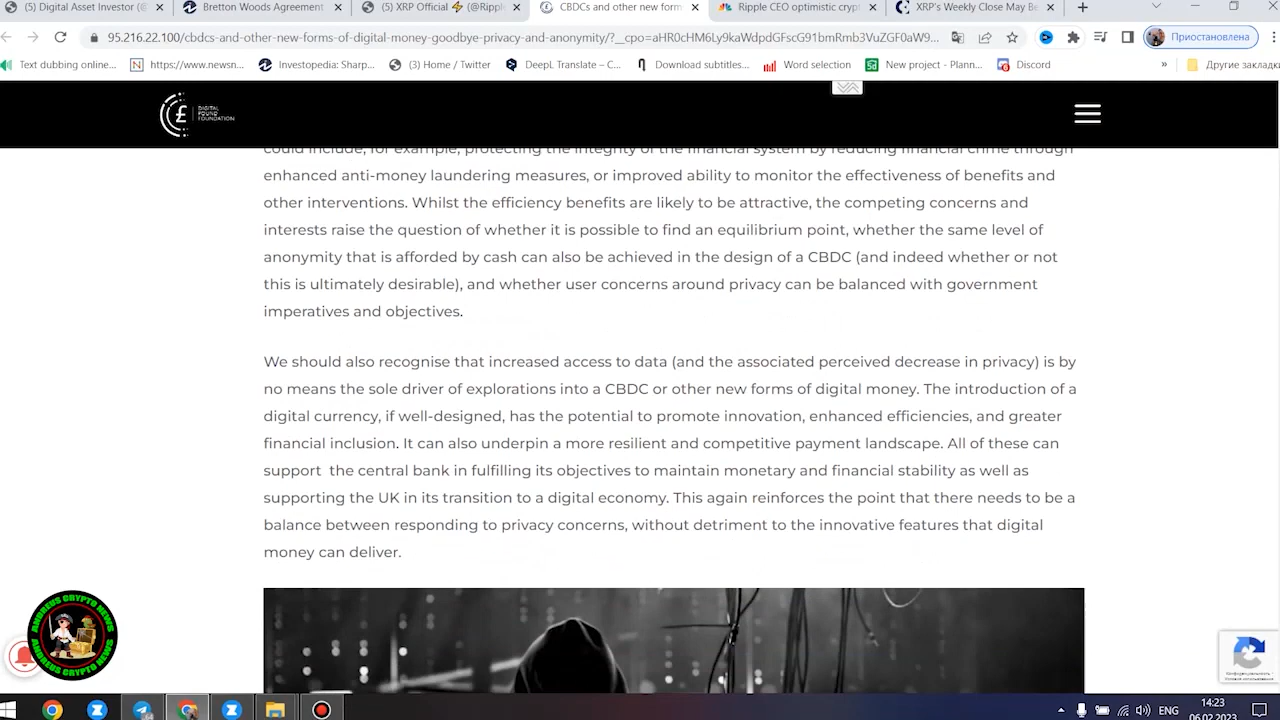 (5) Digital Asset Investor (@
Bretton Woods Agreement
(5) XRP Official ⚡ (@Rippl
CBDCs and other new form
Ripple CEO optimistic crypt
XRP's Weekly Close May Be
95.216.22.100/cbdcs-and-other-new-forms-of-digital-money-goodbye-privacy-and-anonymity/?__cpo=aHR0cHM6Ly9kaWdpdGFscG91bmRmb3VuZGF0aW9...
Приостановлена
Text dubbing online...
https://www.newsn...
Investopedia: Sharp...
(3) Home / Twitter
DeepL Translate – C...
Download subtitles...
Word selection
New project - Plann...
Discord
»
Другие закладки
DIGITAL
POUND
FOUNDATION
could include, for example, protecting the integrity of the financial system by reducing financial crime through
enhanced anti-money laundering measures, or improved ability to monitor the effectiveness of benefits and
other interventions. Whilst the efficiency benefits are likely to be attractive, the competing concerns and
interests raise the question of whether it is possible to find an equilibrium point, whether the same level of
anonymity that is afforded by cash can also be achieved in the design of a CBDC (and indeed whether or not
this is ultimately desirable), and whether user concerns around privacy can be balanced with government
imperatives and objectives.
We should also recognise that increased access to data (and the associated perceived decrease in privacy) is by
no means the sole driver of explorations into a CBDC or other new forms of digital money. The introduction of a
digital currency, if well-designed, has the potential to promote innovation, enhanced efficiencies, and greater
financial inclusion. It can also underpin a more resilient and competitive payment landscape. All of these can
support the central bank in fulfilling its objectives to maintain monetary and financial stability as well as
supporting the UK in its transition to a digital economy. This again reinforces the point that there needs to be a
balance between responding to privacy concerns, without detriment to the innovative features that digital
money can deliver.
ANDREUS CRYPTO NEWS
ANDREUS CRYPTO NEWS
ENG
14:23
06.02.2023